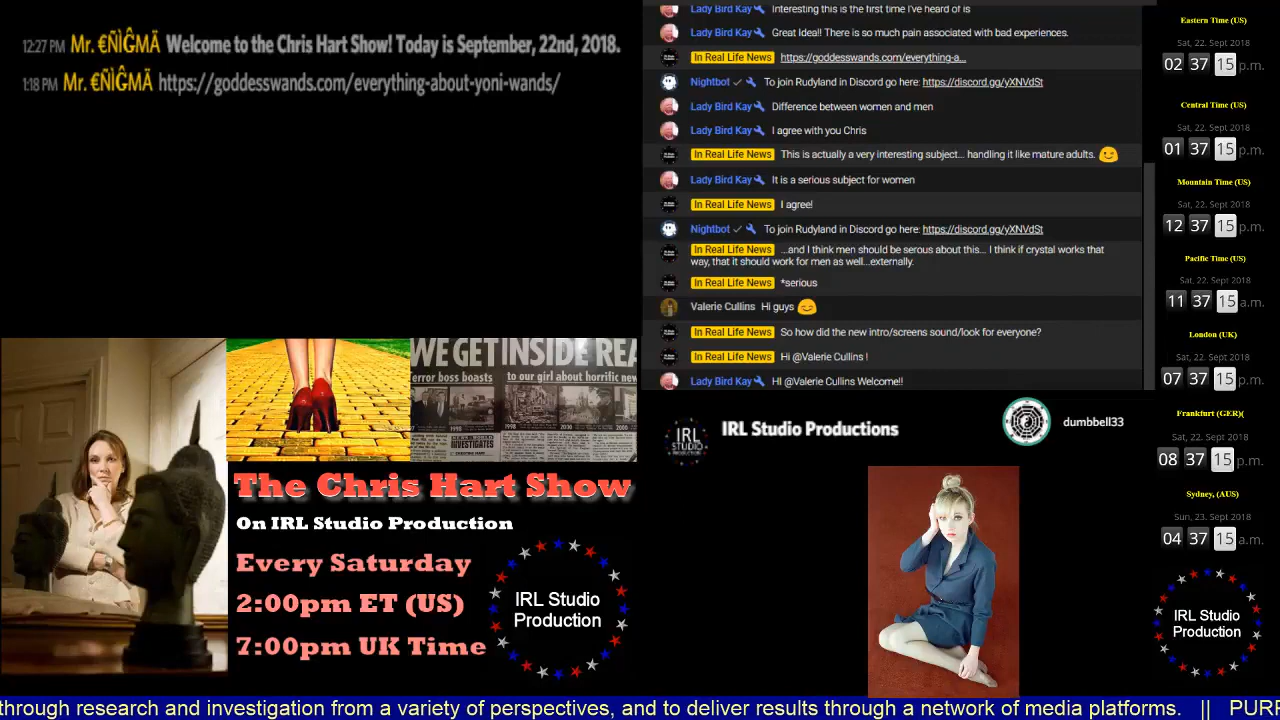 12:27 PM Mr. €ÑÌĜMÄ Welcome to the Chris Hart Show! Today is September, 22nd, 2018.
1:18 PM Mr. €ÑÌĜMÄ https://goddesswands.com/everything-about-yoni-wands/
Lady Bird Kay Interesting this is the first time I've heard of is
Lady Bird Kay Great Idea!! There is so much pain associated with bad experiences.
In Real Life News https://goddesswands.com/everything-a...
Nightbot To join Rudyland in Discord go here: https://discord.gg/yXNVdSt
Lady Bird Kay Difference between women and men
Lady Bird Kay I agree with you Chris
In Real Life News This is actually a very interesting subject... handling it like mature adults.
Lady Bird Kay It is a serious subject for women
In Real Life News I agree!
Nightbot To join Rudyland in Discord go here: https://discord.gg/yXNVdSt
In Real Life News ...and I think men should be serous about this... I think if crystal works that
way, that it should work for men as well...externally.
In Real Life News *serious
Valerie Cullins Hi guys
In Real Life News So how did the new intro/screens sound/look for everyone?
In Real Life News Hi @Valerie Cullins !
Lady Bird Kay HI @Valerie Cullins Welcome!!
Eastern Time (US)
Sat, 22. Sept 2018
02 37 15 p.m.
Central Time (US)
Sat, 22. Sept 2018
01 37 15 p.m.
Mountain Time (US)
Sat, 22. Sept 2018
12 37 15 p.m.
Pacific Time (US)
Sat, 22. Sept 2018
11 37 15 a.m.
London (UK)
Sat, 22. Sept 2018
07 37 15 p.m.
Frankfurt (GER)(
Sat, 22. Sept 2018
08 37 15 p.m.
Sydney, (AUS)
Sun, 23. Sept 2018
04 37 15 a.m.
WE GET INSIDE REA
error boss boasts
to our girl about horrific new
The Chris Hart Show
On IRL Studio Production
Every Saturday
2:00pm ET (US)
7:00pm UK Time
IRL Studio
Production
IRL
STUDIO
PRODUCTION
IRL Studio Productions
dumbbell33
IRL Studio
Production
through research and investigation from a variety of perspectives, and to deliver results through a network of media platforms. || PURP